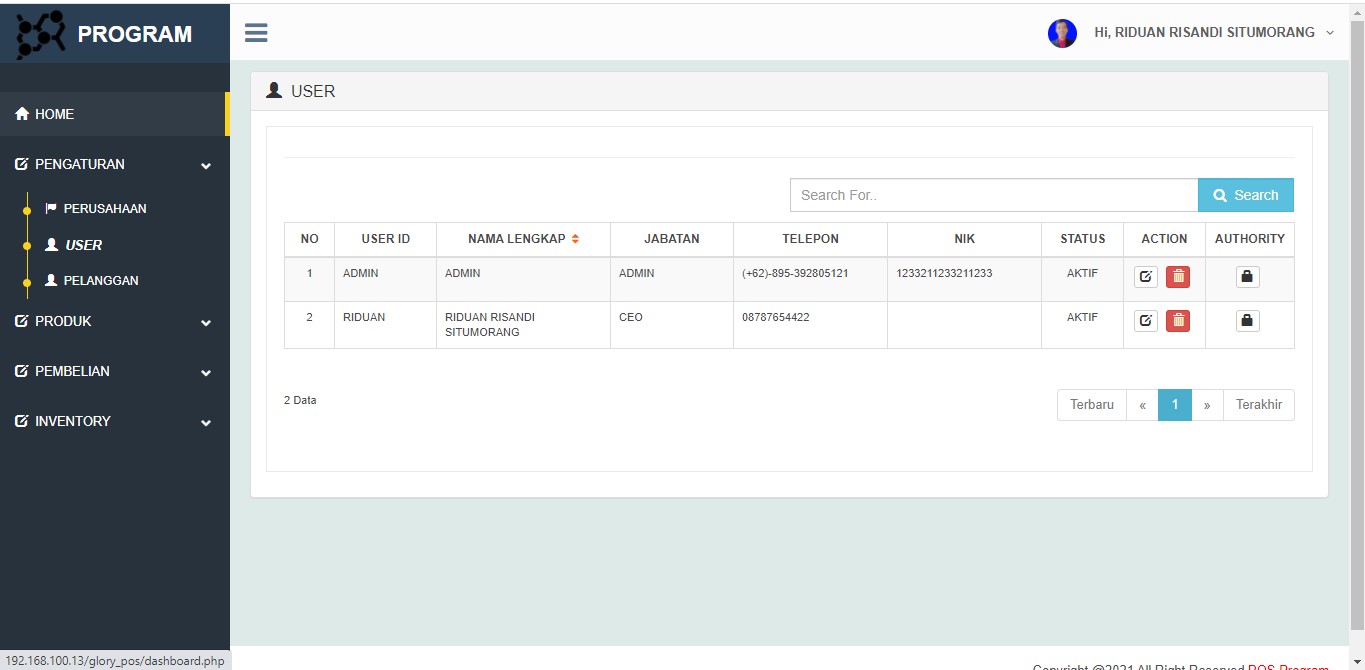 PROGRAM
Hi, RIDUAN RISANDI SITUMORANG
USER
HOME
PENGATURAN
PERUSAHAAN
USER
PELANGGAN
PRODUK
PEMBELIAN
INVENTORY
Search For..
Search
NO USER ID NAMA LENGKAP JABATAN TELEPON NIK STATUS ACTION AUTHORITY
1 ADMIN ADMIN ADMIN (+62)-895-392805121 1233211233211233 AKTIF
2 RIDUAN RIDUAN RISANDI CEO 08787654422 AKTIF
SITUMORANG
2 Data
Terbaru « 1 » Terakhir
192.168.100.13/glory_pos/dashboard.php
Copyright @2021 All Right Reserved POS Program